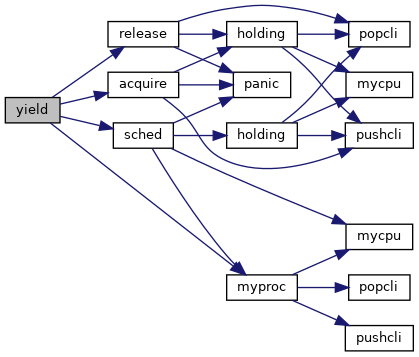 yield
release
acquire
sched
holding
panic
holding
myproc
popcli
mycpu
pushcli
mycpu
popcli
pushcli